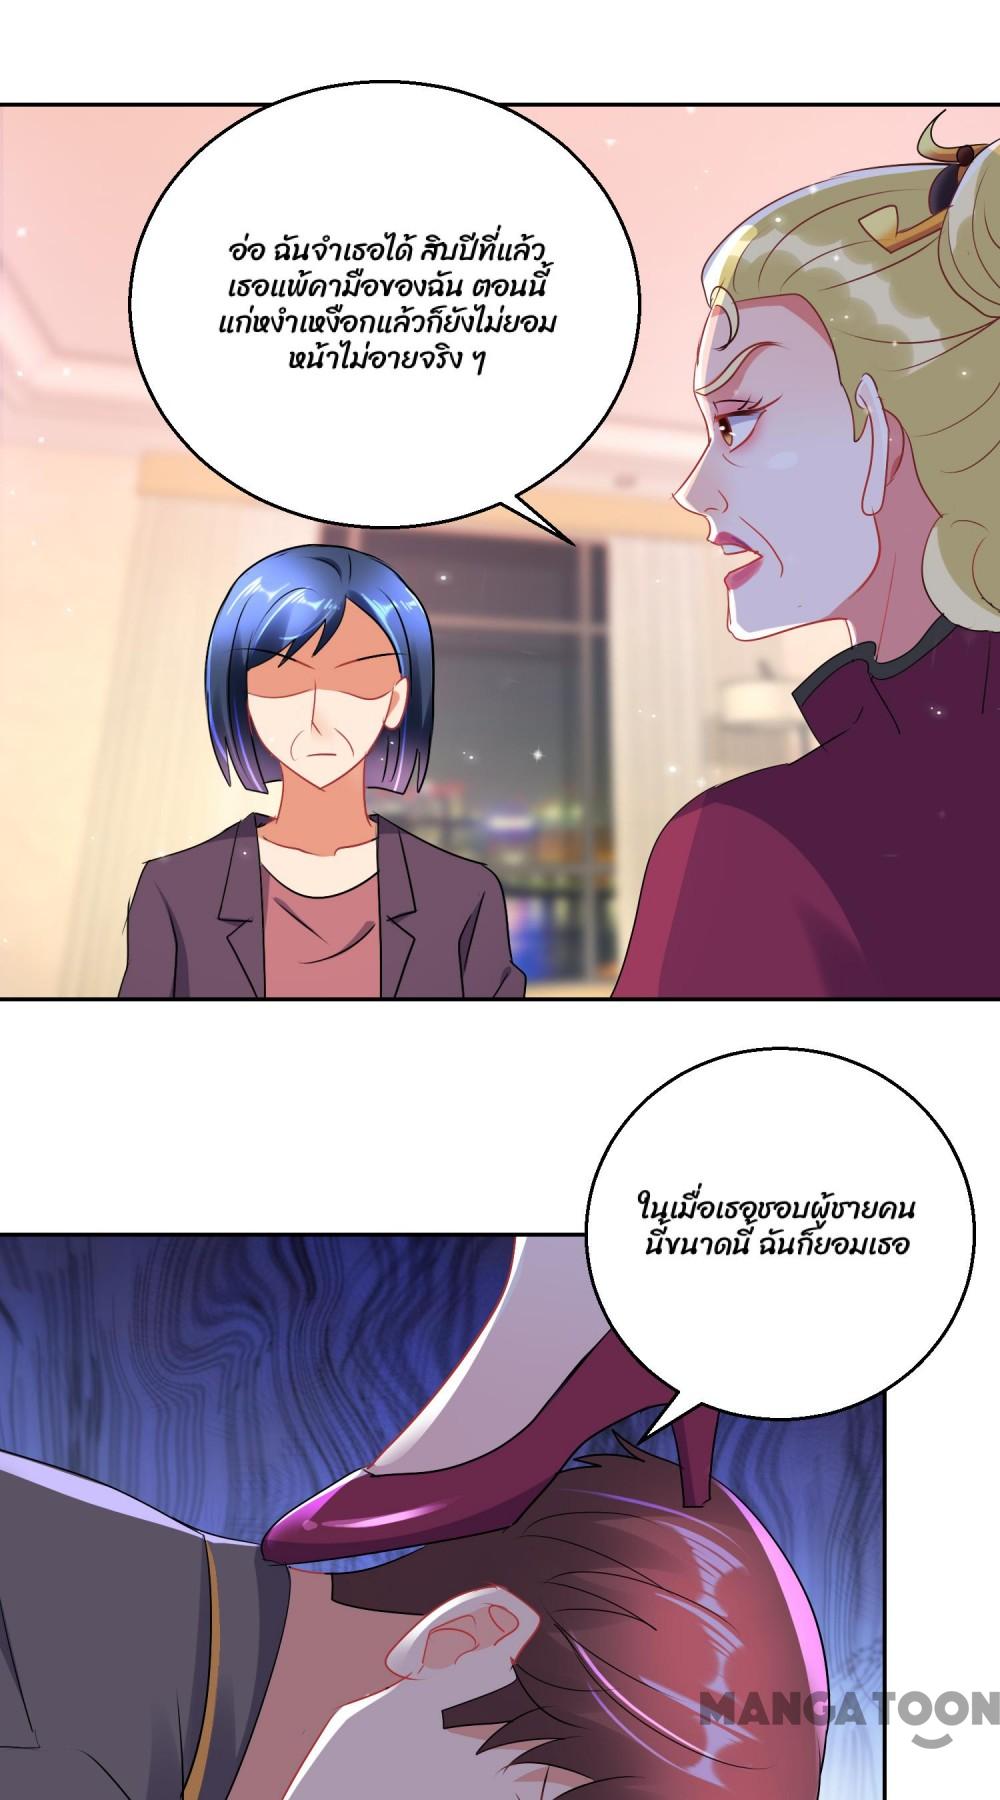 อ่อ ฉันจำเธอได้ สิบปีที่แล้ว
เธอแพ้คามือของฉัน ตอนนี้
แก่หงำเหงือกแล้วก็ยังไม่ยอม
หน้าไม่อายจริง ๆ
ในเมื่อเธอชอบผู้ชายคน
นี้ขนาดนี้ ฉันก็ยอมเธอ
MANGATOON